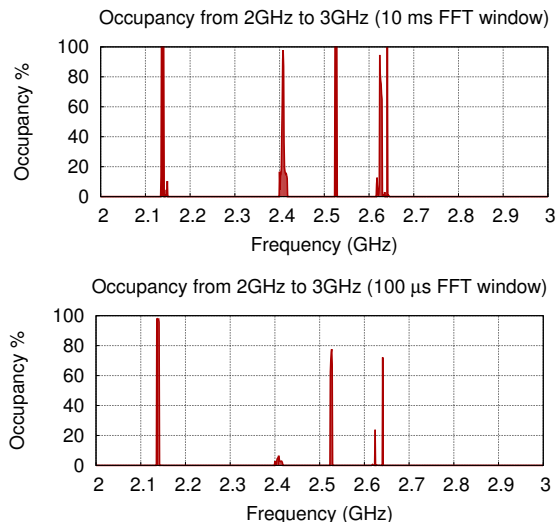 Occupancy from 2GHz to 3GHz (10 ms FFT window)
100
80
60
40
20
0
Occupancy %
2 2.1 2.2 2.3 2.4 2.5 2.6 2.7 2.8 2.9 3
Frequency (GHz)
Occupancy from 2GHz to 3GHz (100 μs FFT window)
100
80
60
40
20
0
Occupancy %
2 2.1 2.2 2.3 2.4 2.5 2.6 2.7 2.8 2.9 3
Frequency (GHz)